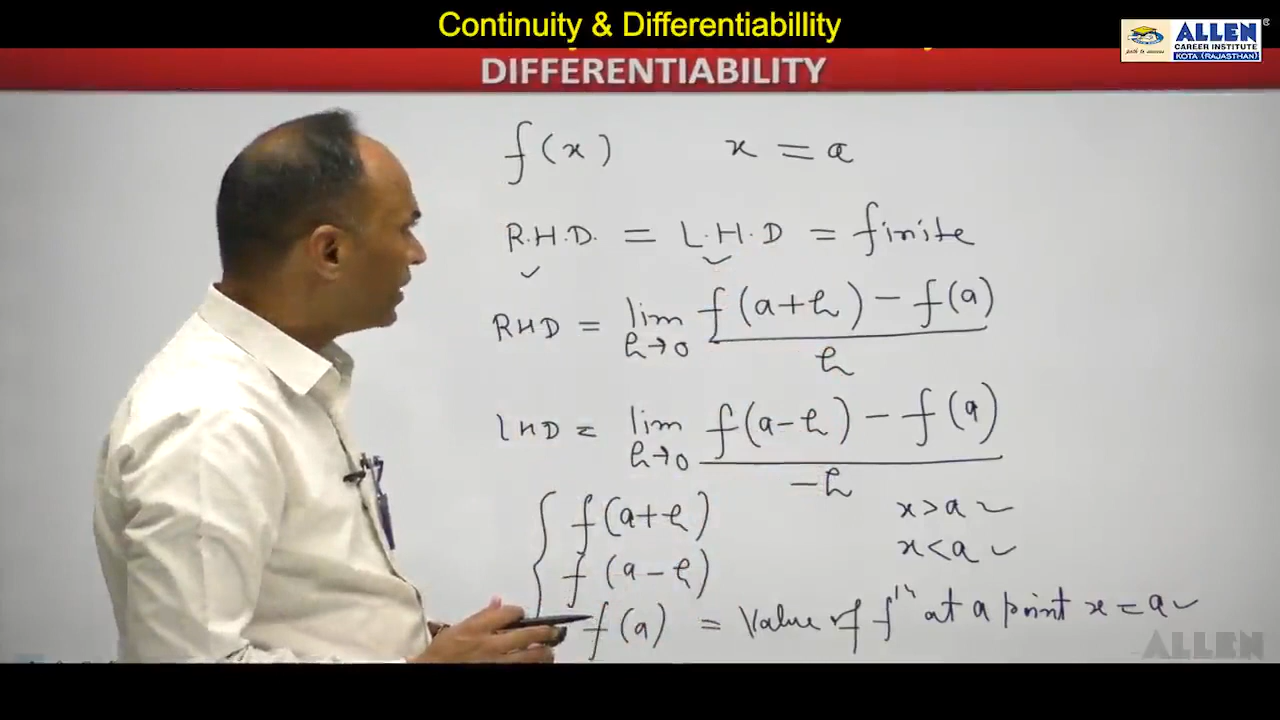 Continuity & Differentiabillity
ALLEN
CAREER INSTITUTE
KOTA (RAJASTHAN)
DIFFERENTIABILITY
f(x) x = a
R.H.D. = L.H.D = finite
RHD = lim h→0 f(a+h) - f(a) / h
LHD = lim h→0 f(a-h) - f(a) / -h
f(a+h) x>a
f(a-h) x<a
f(a) = Value of fⁿ at a point x = a
ALLEN